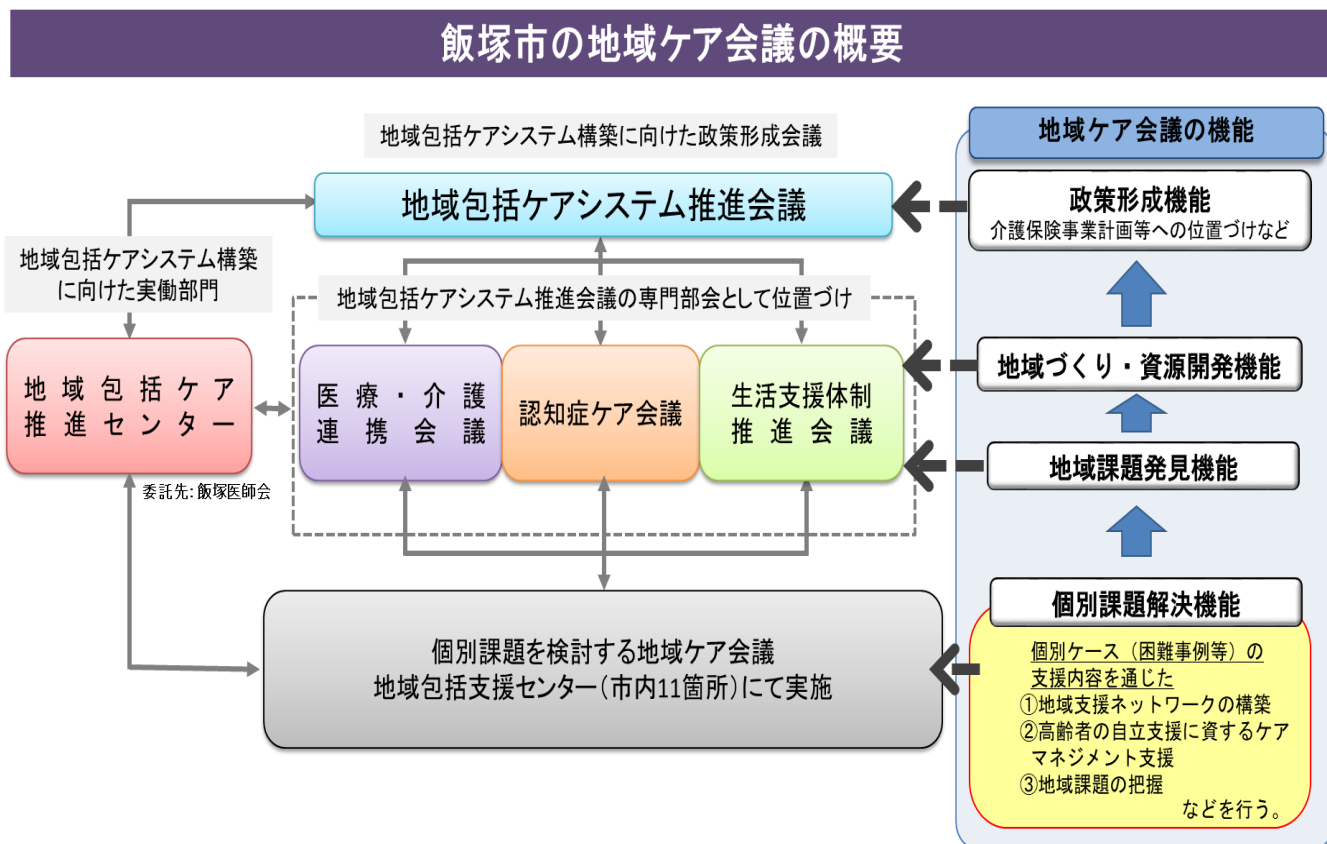 飯塚市の地域ケア会議の概要
地域包括ケアシステム構築に向けた政策形成会議
地域包括ケアシステム推進会議
地域包括ケアシステム構築
に向けた実働部門
地域包括ケアシステム推進会議の専門部会として位置づけ
地域包括ケア
推進センター
委託先:飯塚医師会
医療・介護
連携会議
認知症ケア会議
生活支援体制
推進会議
個別課題を検討する地域ケア会議
地域包括支援センター(市内11箇所)にて実施
地域ケア会議の機能
政策形成機能
介護保険事業計画等への位置づけなど
地域づくり・資源開発機能
地域課題発見機能
個別課題解決機能
個別ケース(困難事例等)の
支援内容を通じた
①地域支援ネットワークの構築
②高齢者の自立支援に資するケア
マネジメント支援
③地域課題の把握
などを行う。